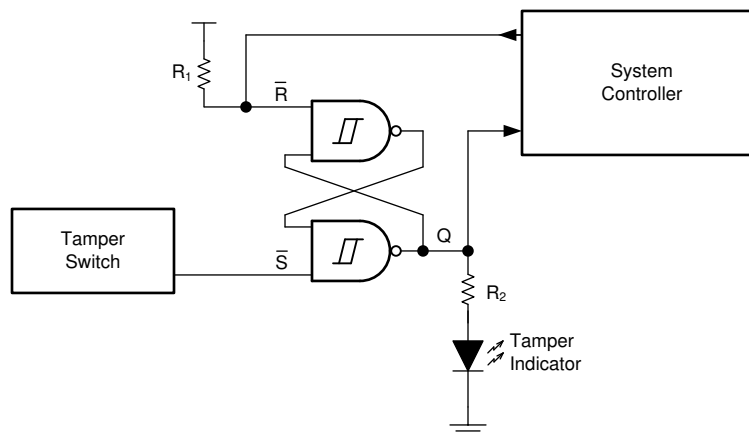 R1
R̅
System
Controller
Tamper
Switch
S̅
Q
R2
Tamper
Indicator